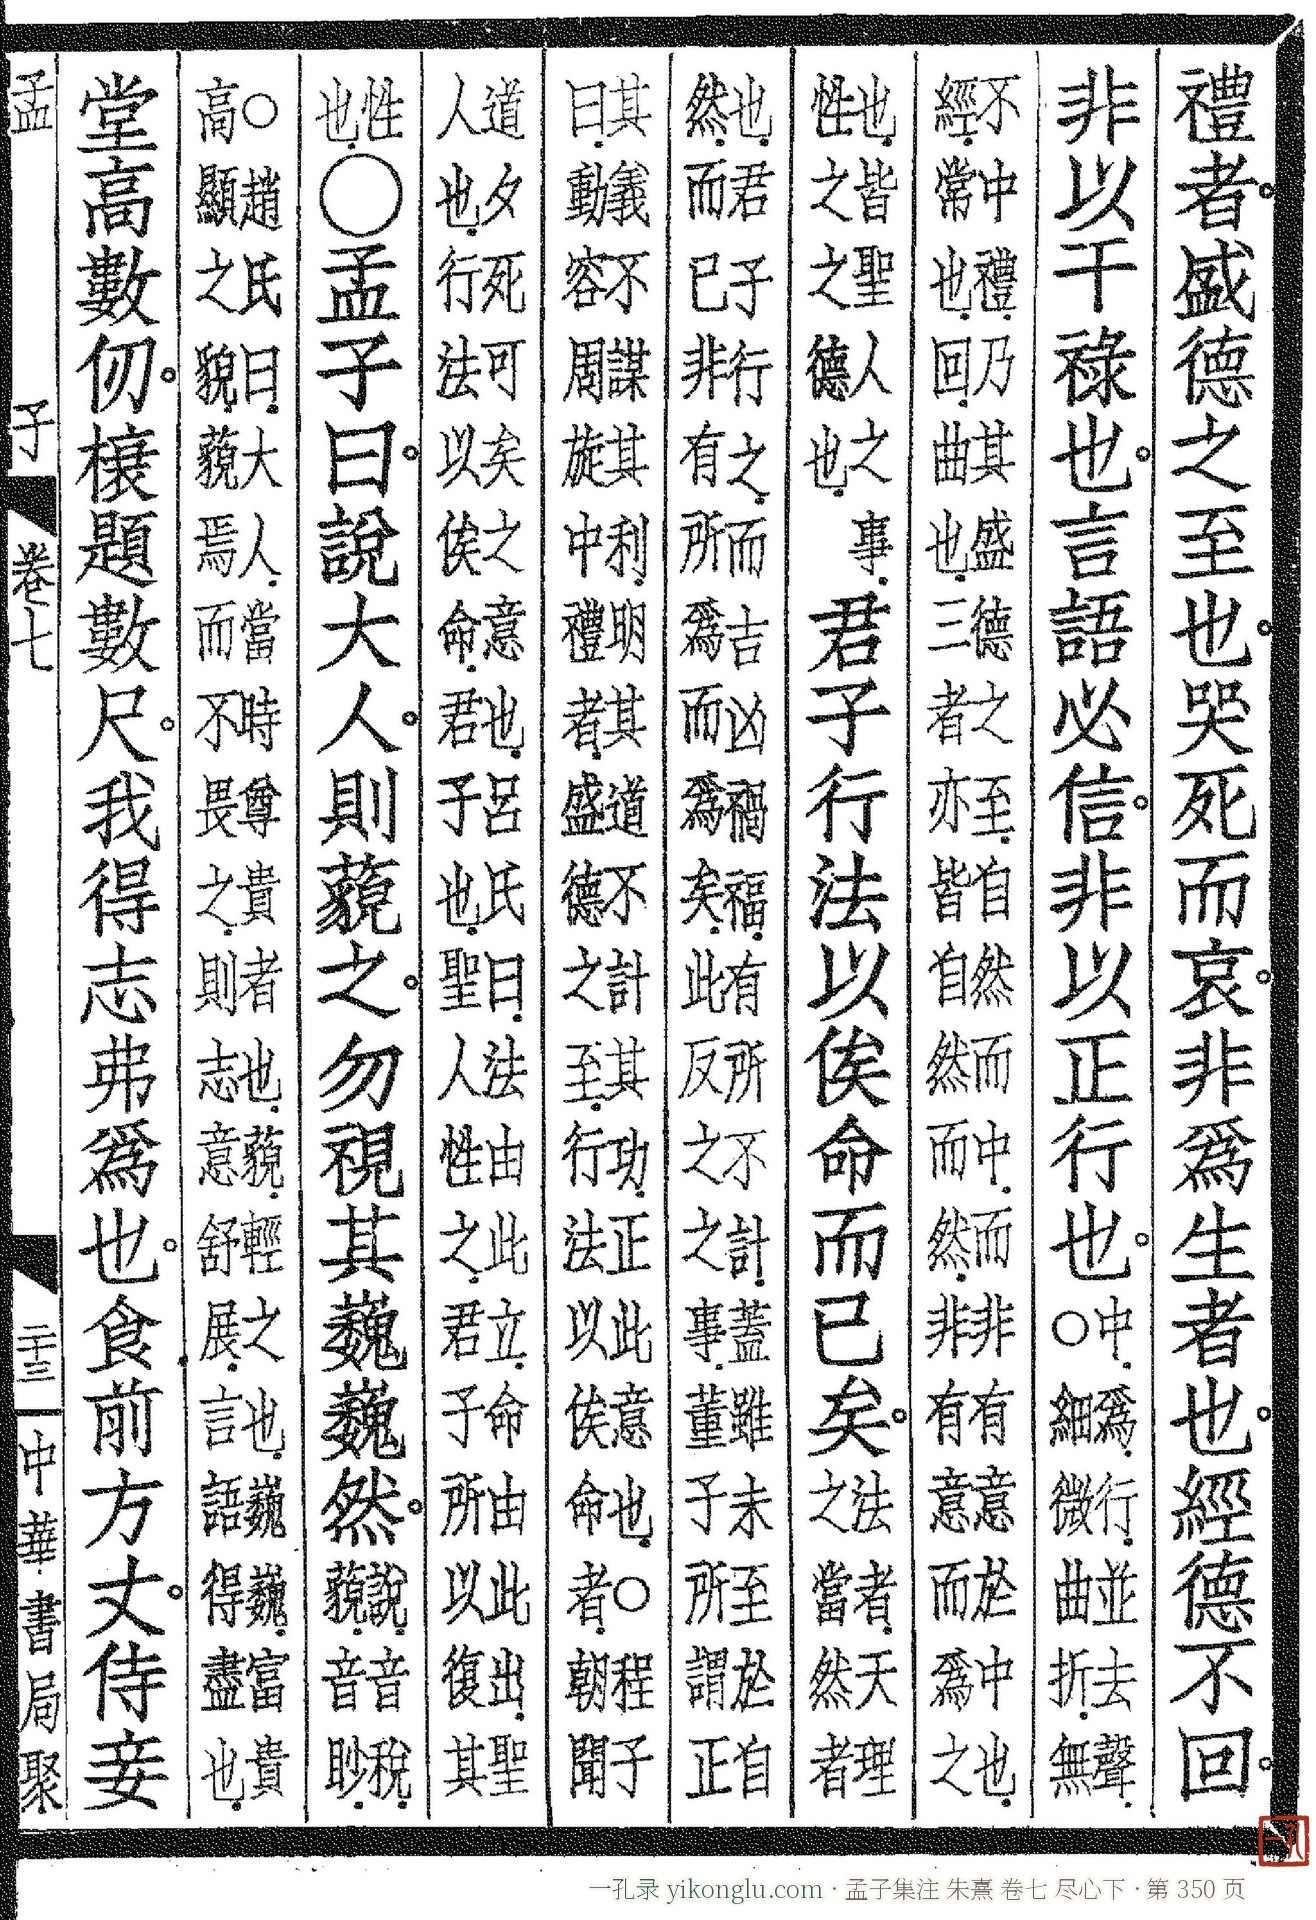 禮者。盛德之至也。哭死而哀。非爲生者也。經德不回。
非以干祿也。言語必信。非以正行也。
中。爲。行。並去聲。
○細微曲折。無
不中禮。乃其盛德之至。自然而中。而非有意於中也。
經。常也。回。曲也。三者亦皆自然而然。非有意而爲之
也。皆聖人之事。
性之之德也。
君子行法以俟命而已矣。
法者。天理
之當然者
也。君子行之。而吉凶禍福。有所不計。蓋雖未至於自
然。而已非有所爲而爲矣。此反之之事。董子所謂正
其義不謀其利。明其道不計其功。正此意也。○程子
曰。動容周旋中禮者。盛德之至。行法以俟命者。朝聞
道夕死可矣之意也。呂氏曰。法由此立。命由此出。聖
人也。行法以俟命。君子也。聖人性之。君子所以復其
性
也。
○孟子曰。說大人。則藐之。勿視其巍巍然。
說。音稅。
藐。音眇。
○趙氏曰。大人。當時尊貴者也。藐。輕之也。巍巍。富貴
高顯之貌。藐焉而不畏之。則志意舒展。言語得盡也。
堂高數仞。榱題數尺。我得志弗爲也。食前方丈。侍妾
孟子 卷七 二十三 中華書局聚
一孔录 yikonglu.com · 孟子集注 朱熹 卷七 尽心下 · 第 350 页